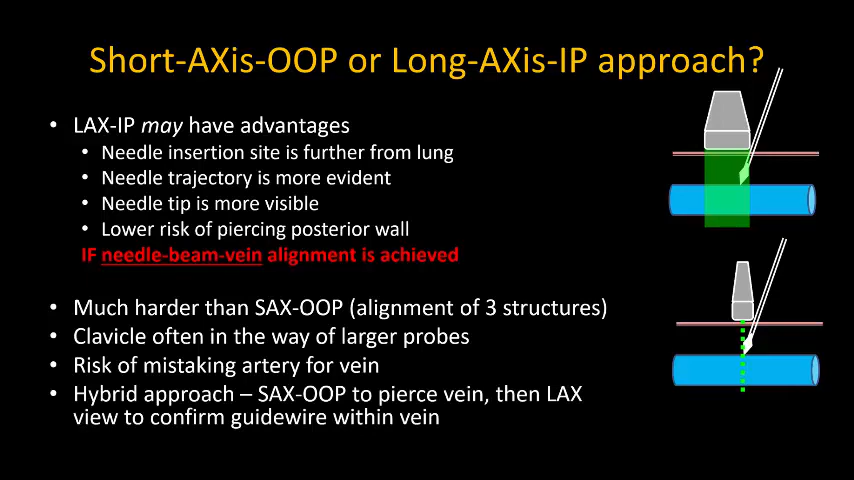 Short-AXis-OOP or Long-AXis-IP approach?
• LAX-IP may have advantages
• Needle insertion site is further from lung
• Needle trajectory is more evident
• Needle tip is more visible
• Lower risk of piercing posterior wall
IF needle-beam-vein alignment is achieved
• Much harder than SAX-OOP (alignment of 3 structures)
• Clavicle often in the way of larger probes
• Risk of mistaking artery for vein
• Hybrid approach – SAX-OOP to pierce vein, then LAX
view to confirm guidewire within vein